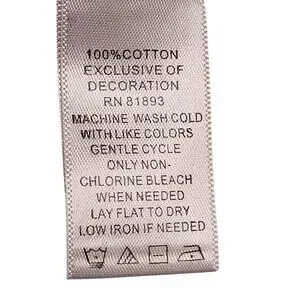 100%COTTON
EXCLUSIVE OF
DECORATION
RN 81893
MACHINE WASH COLD
WITH LIKE COLORS
GENTLE CYCLE
ONLY NON-
CHLORINE BLEACH
WHEN NEEDED
LAY FLAT TO DRY
LOW IRON IF NEEDED